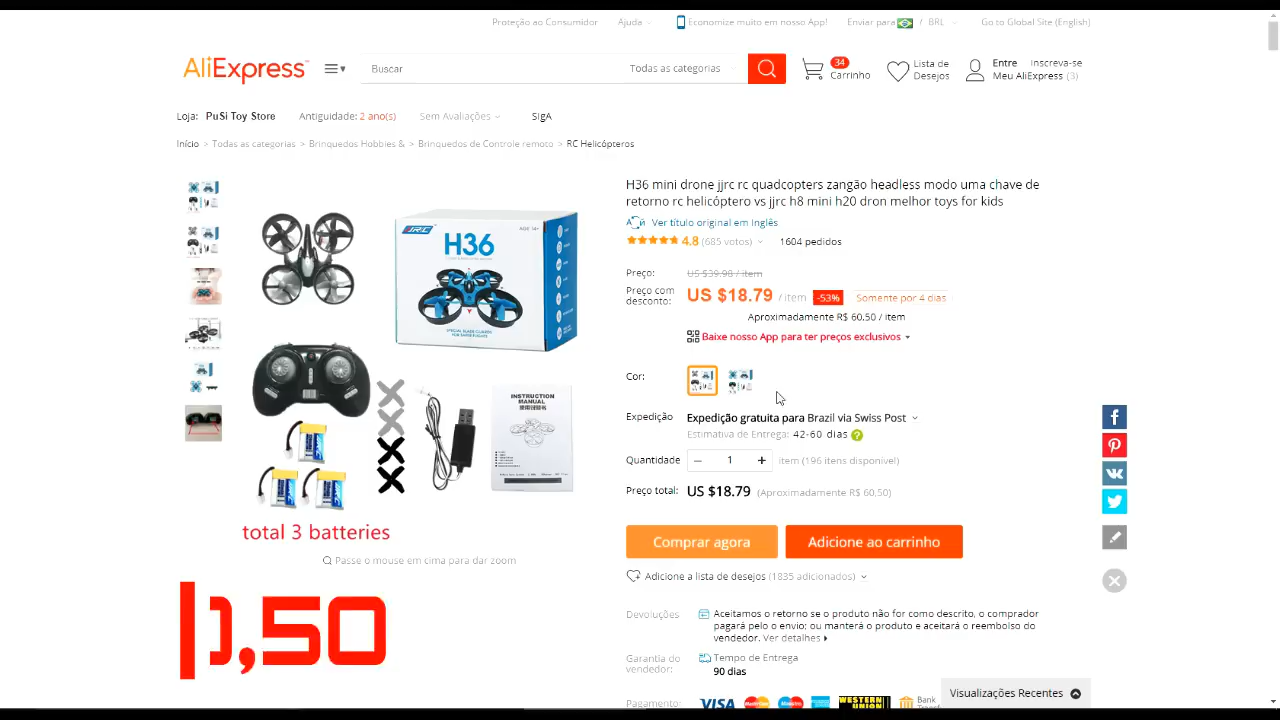 Proteção ao Consumidor Ajuda Economize muito em nosso App! Enviar para / BRL Go to Global Site (English)
AliExpress
Buscar Todas as categorias
34 Carrinho
Lista de Desejos
Entre Inscreva-se
Meu AliExpress (3)
Loja: PuSi Toy Store Antiguidade: 2 ano(s) Sem Avaliações SigA
Início > Todas as categorias > Brinquedos Hobbies & > Brinquedos de Controle remoto > RC Helicópteros
JJRC
AGE 14+
H36
INSTRUCTION
MANUAL
total 3 batteries
Passe o mouse em cima para dar zoom
,50
H36 mini drone jjrc rc quadcopters zangão headless modo uma chave de
retorno rc helicóptero vs jjrc h8 mini h20 dron melhor toys for kids
Ver título original em Inglês
4.8 (685 votos) 1604 pedidos
Preço: US $39.98 / item
Preço com desconto: US $18.79 / item -53% Somente por 4 dias
Aproximadamente R$ 60,50 / item
Baixe nosso App para ter preços exclusivos
Cor:
Expedição Expedição gratuita para Brazil via Swiss Post
Estimativa de Entrega: 42-60 dias ?
Quantidade – 1 + item (196 itens disponível)
Preço total: US $18.79 (Aproximadamente R$ 60,50)
Comprar agora Adicione ao carrinho
Adicione a lista de desejos (1835 adicionados)
Devoluções Aceitamos o retorno se o produto não for como descrito, o comprador
pagará pelo o envio; ou manterá o produto e aceitará o reembolso do
vendedor. Ver detalhes
Garantia do vendedor: Tempo de Entrega
90 dias
Visualizações Recentes
Pagamento: VISA WESTERN Bank